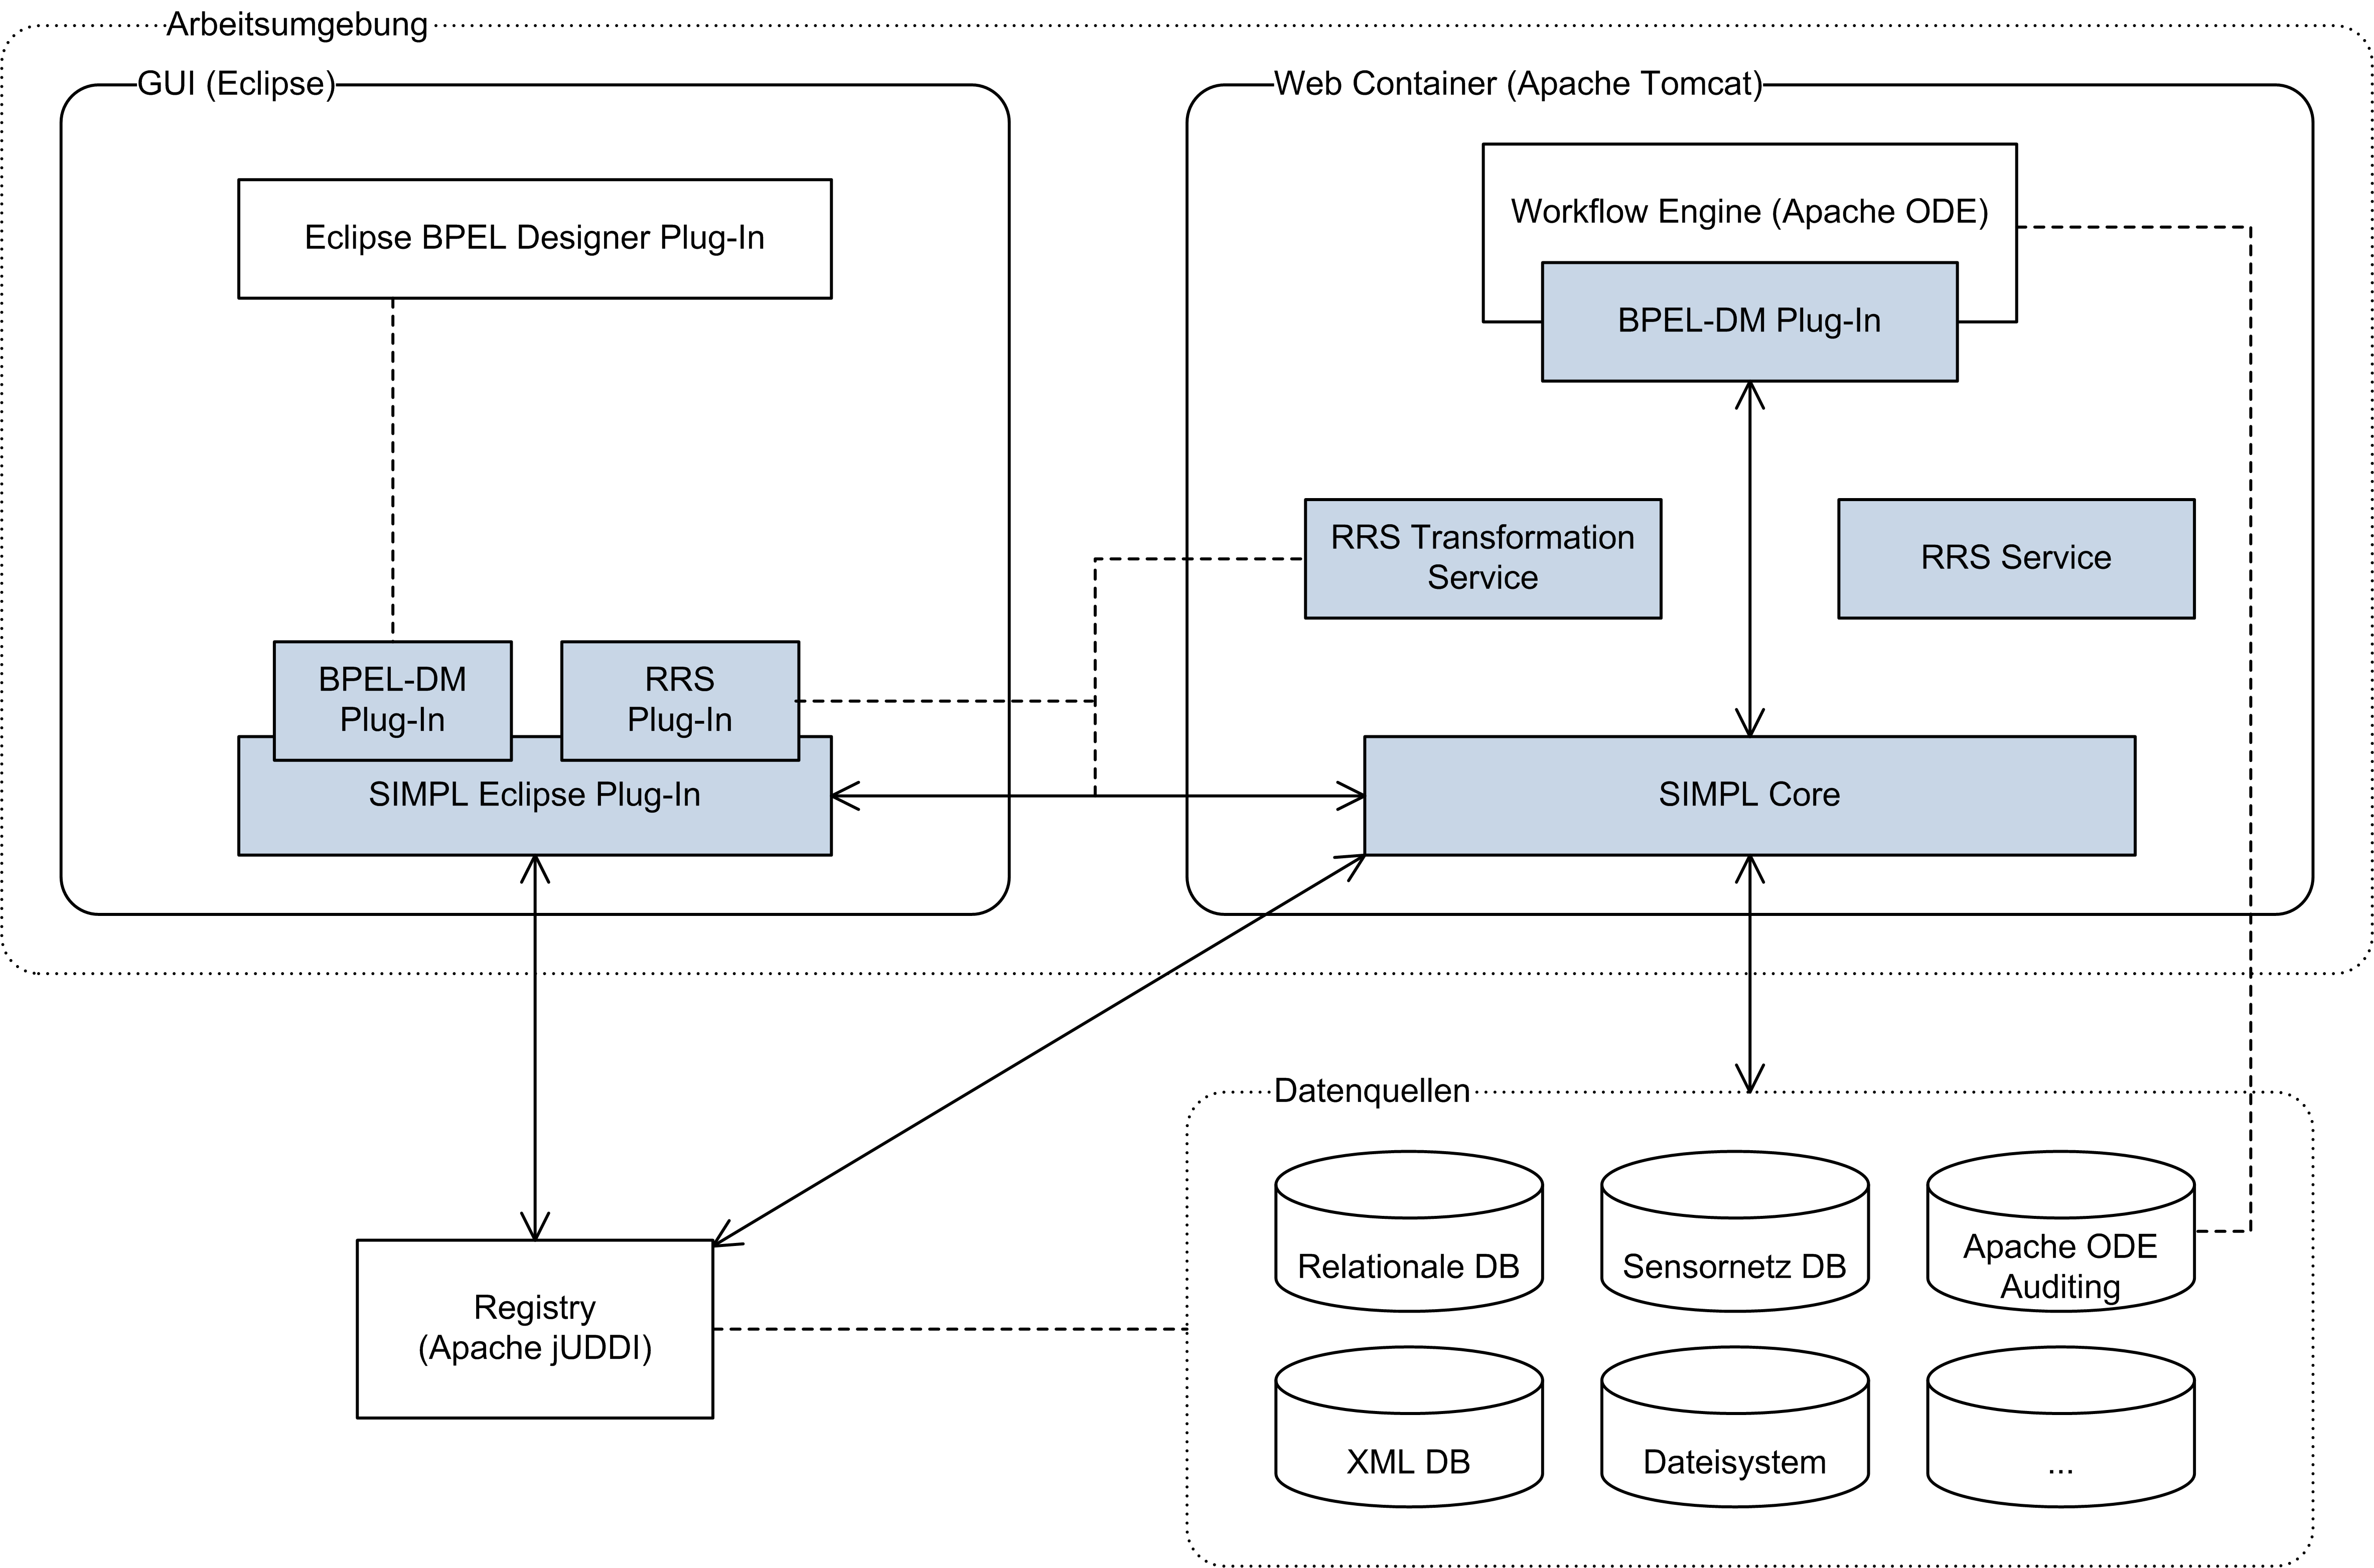 Arbeitsumgebung
GUI (Eclipse)
Eclipse BPEL Designer Plug-In
BPEL-DM
Plug-In
RRS
Plug-In
SIMPL Eclipse Plug-In
Web Container (Apache Tomcat)
Workflow Engine (Apache ODE)
BPEL-DM Plug-In
RRS Transformation
Service
RRS Service
SIMPL Core
Registry
(Apache jUDDI)
Datenquellen
Relationale DB
Sensornetz DB
Apache ODE
Auditing
XML DB
Dateisystem
...